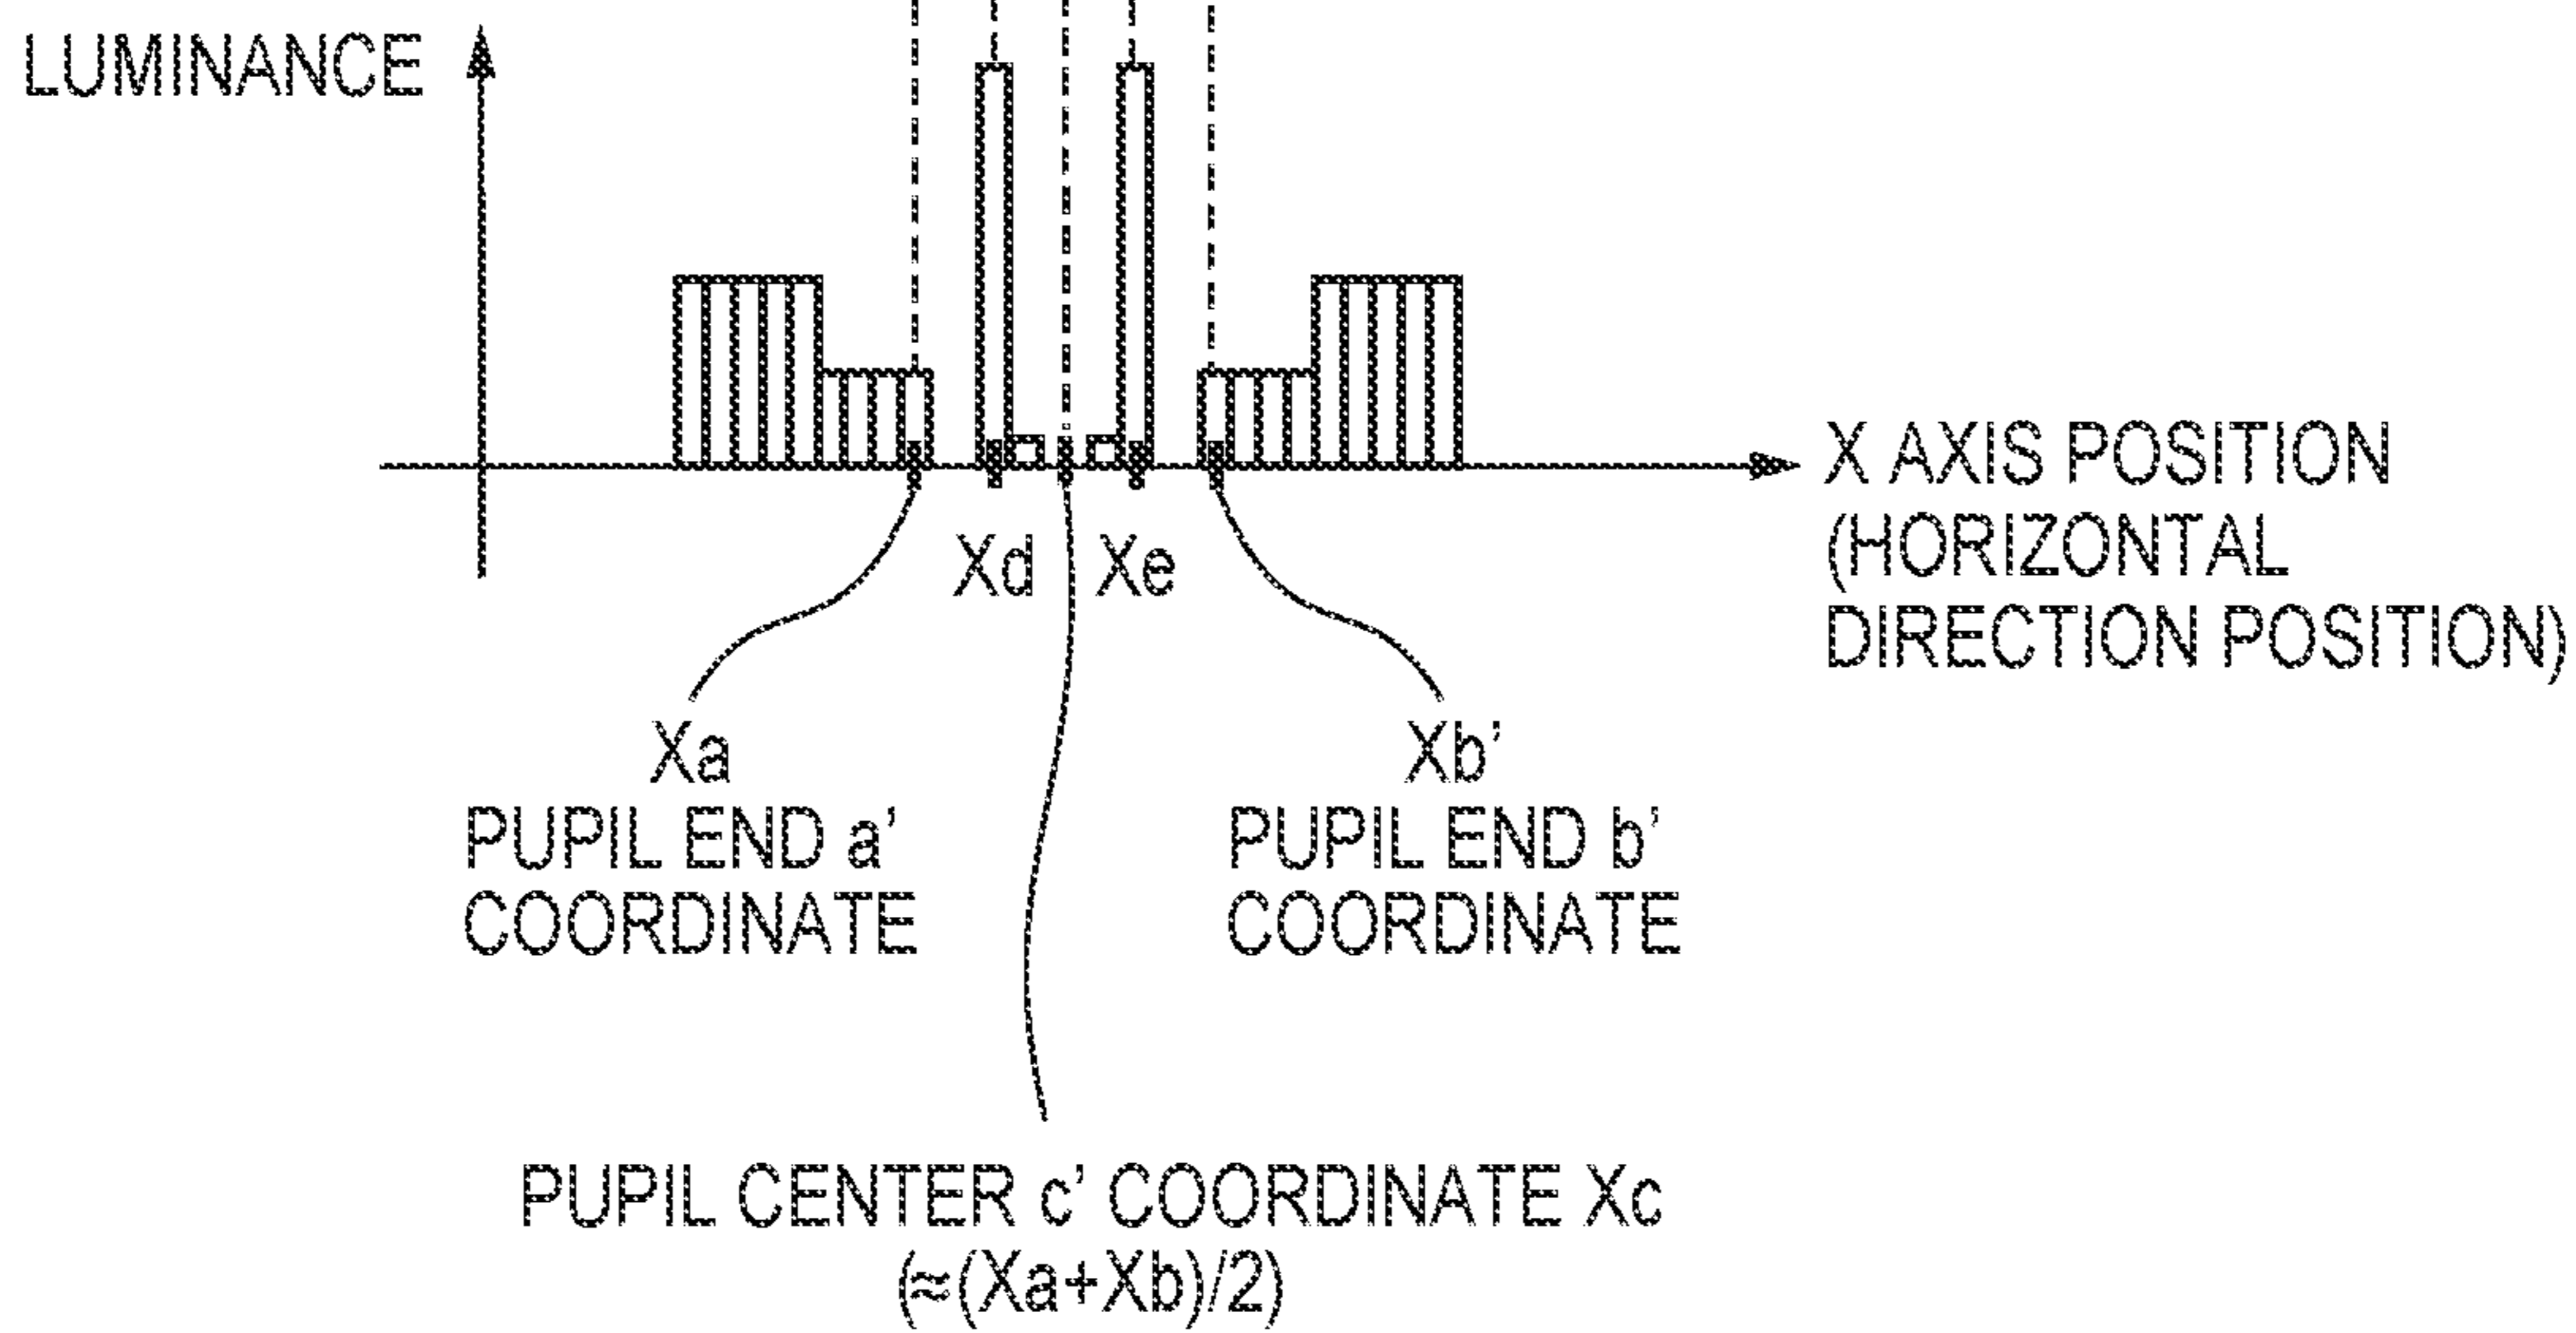 LUMINANCE
X AXIS POSITION
(HORIZONTAL
DIRECTION POSITION)
Xd
Xe
Xa
PUPIL END a'
COORDINATE
Xb'
PUPIL END b'
COORDINATE
PUPIL CENTER c' COORDINATE Xc
(≈(Xa+Xb)/2)